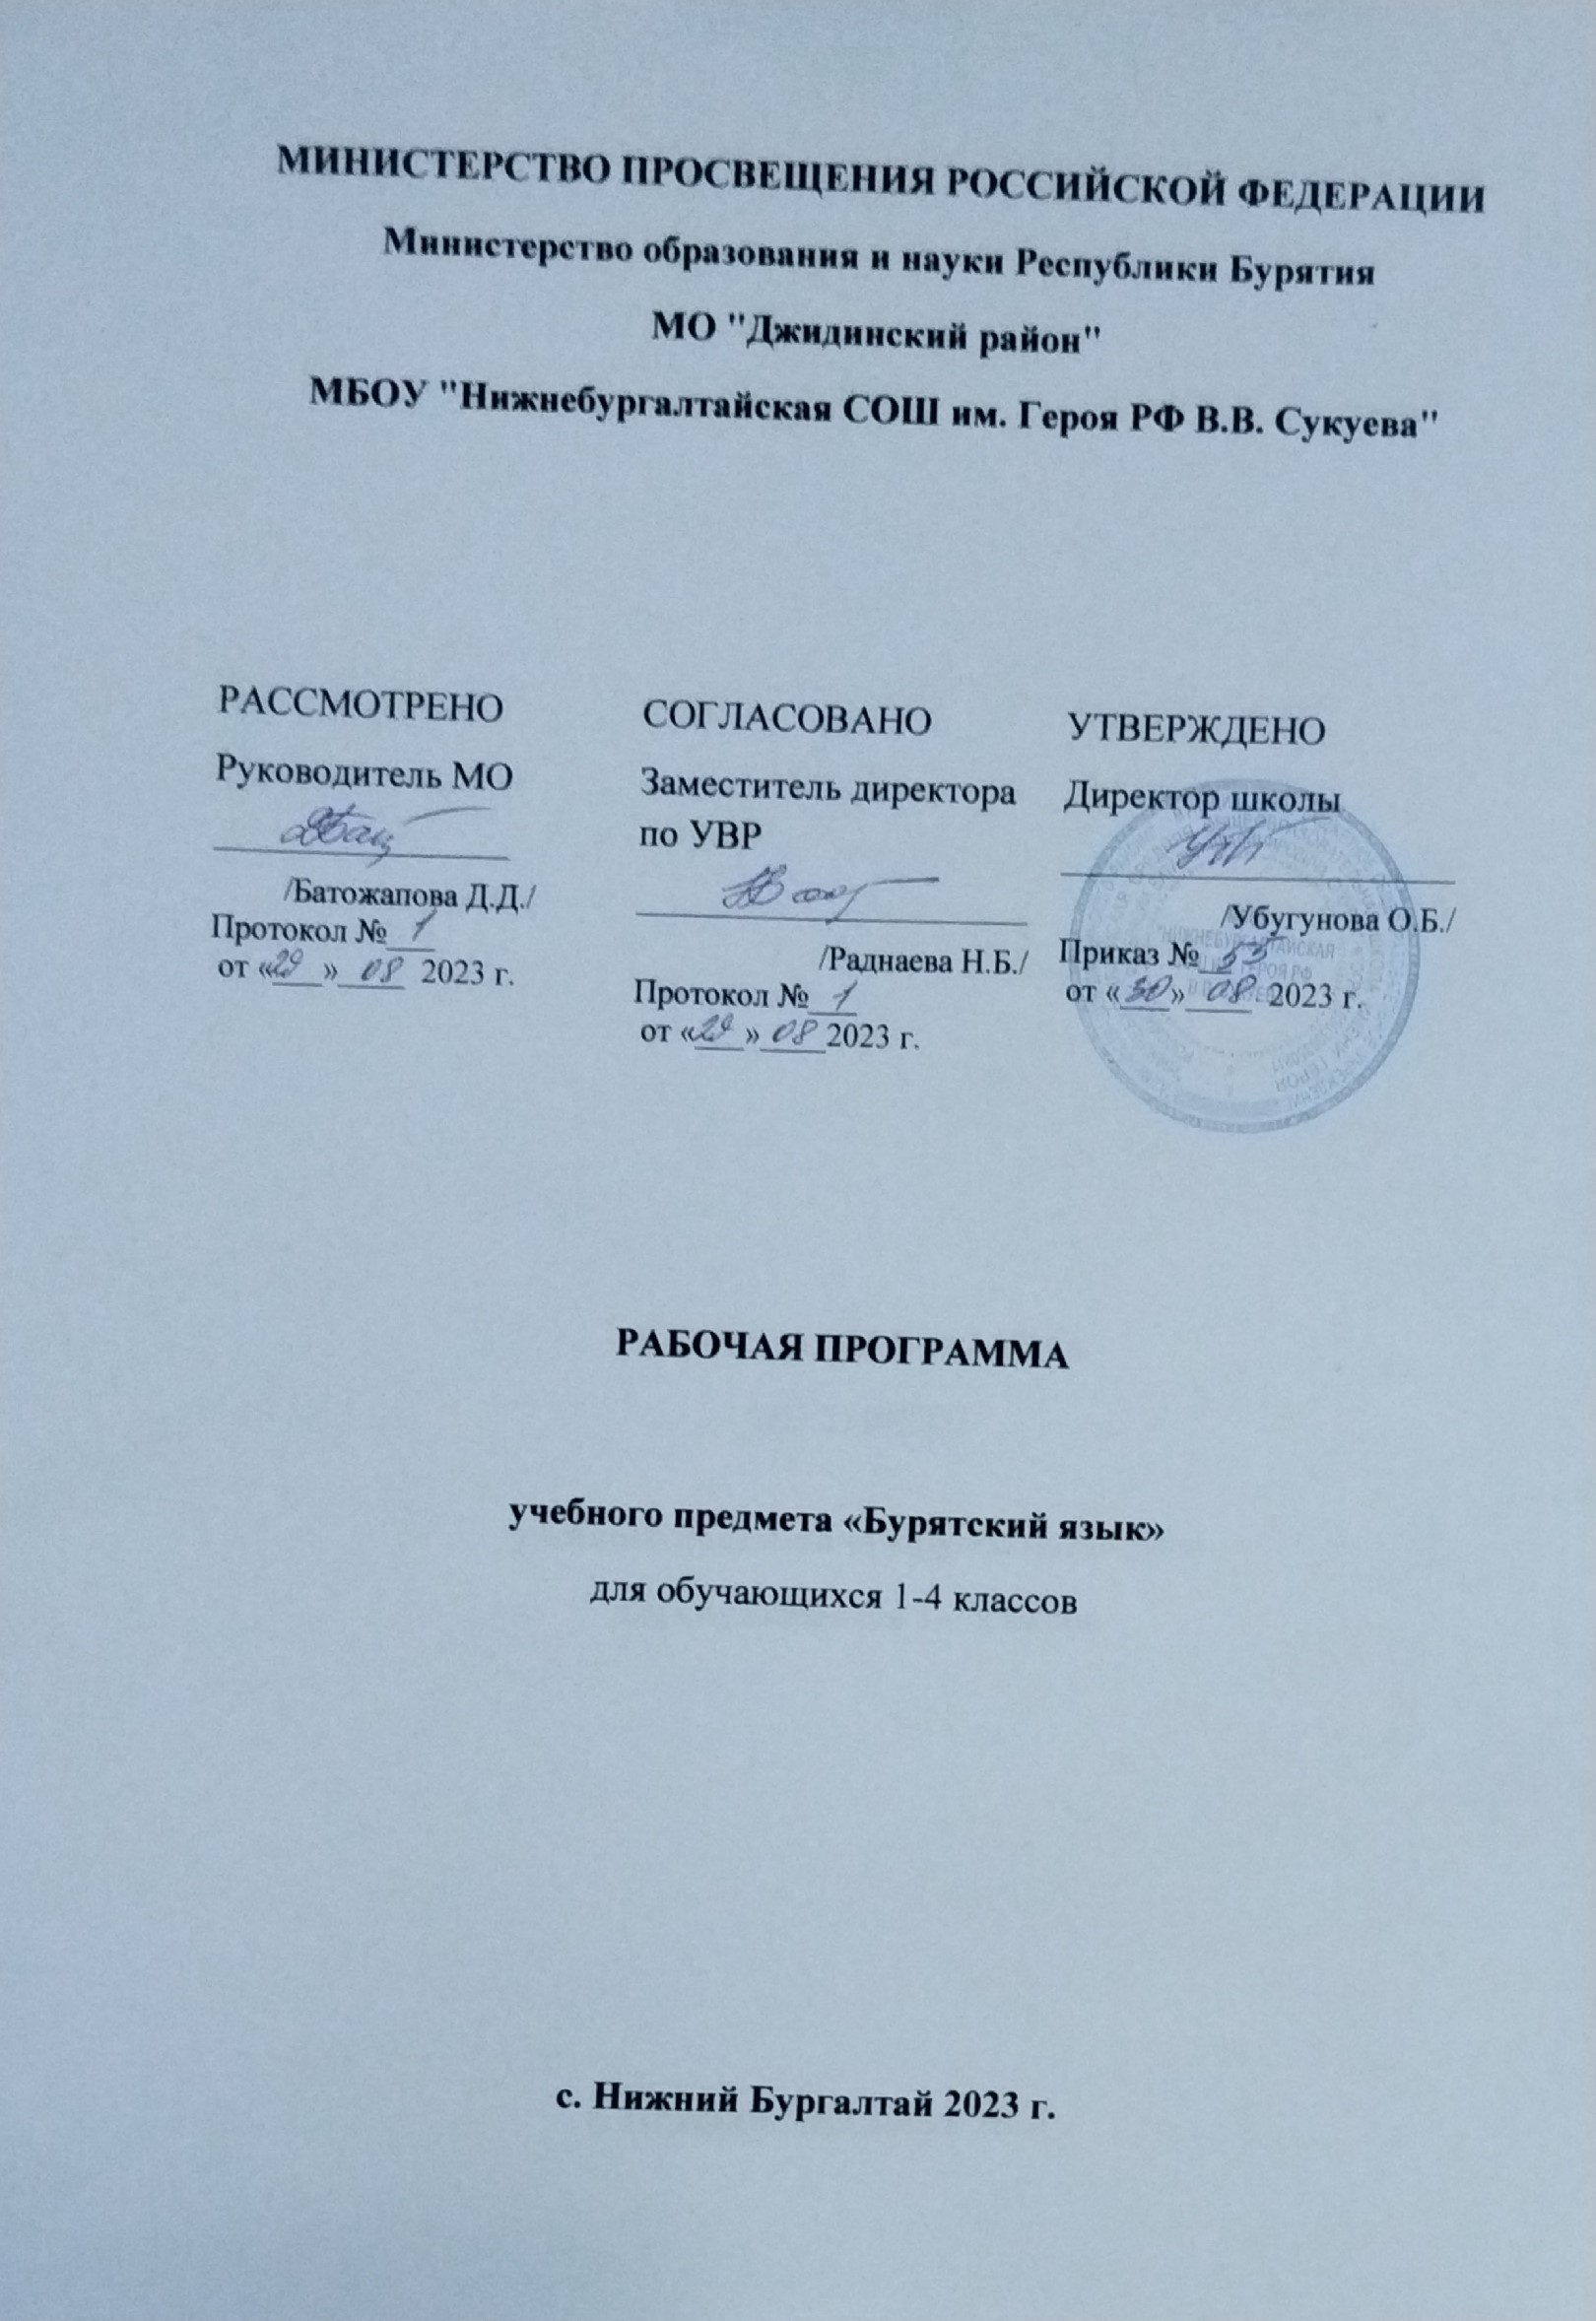 МИНИСТЕРСТВО ПРОСВЕЩЕНИЯ РОССИЙСКОЙ ФЕДЕРАЦИИ
Министерство образования и науки Республики Бурятия
МО "Джидинский район"
МБОУ "Нижнебургалтайская СОШ им. Героя РФ В.В. Сукуева"
РАССМОТРЕНО
Руководитель МО
/Батожапова Д.Д./
Протокол № 1
от «29» 08 2023 г.
СОГЛАСОВАНО
Заместитель директора
по УВР
/Раднаева Н.Б./
Протокол № 1
от «29» 08 2023 г.
УТВЕРЖДЕНО
Директор школы
/Убугунова О.Б./
Приказ №
от «30» 08 2023 г.
РАБОЧАЯ ПРОГРАММА
учебного предмета «Бурятский язык»
для обучающихся 1-4 классов
с. Нижний Бургалтай 2023 г.